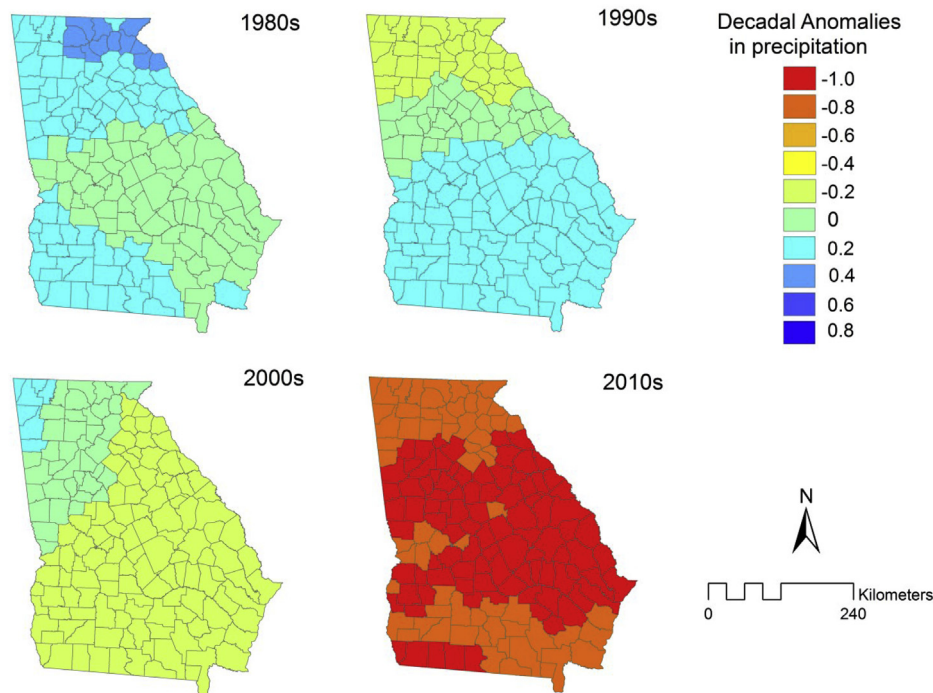 1980s
1990s
Decadal Anomalies
in precipitation
-1.0
-0.8
-0.6
-0.4
-0.2
0
0.2
0.4
0.6
0.8
2000s
2010s
N
Kilometers
0 240